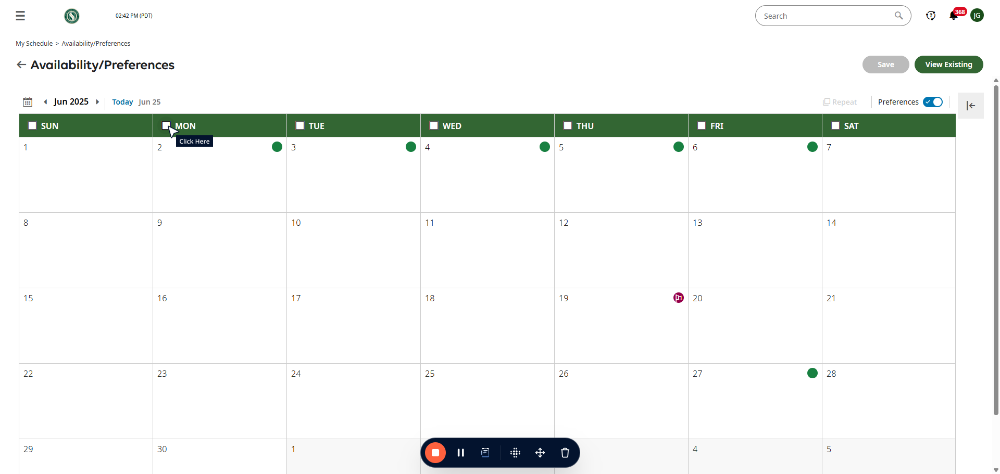 02:42 PM (PDT)
Search
368
JG
My Schedule > Availability/Preferences
Availability/Preferences
Save
View Existing
Jun 2025
Today Jun 25
Repeat
Preferences
SUN MON TUE WED THU FRI SAT
Click Here
1 2 3 4 5 6 7
8 9 10 11 12 13 14
15 16 17 18 19 20 21
22 23 24 25 26 27 28
29 30 1 4 5